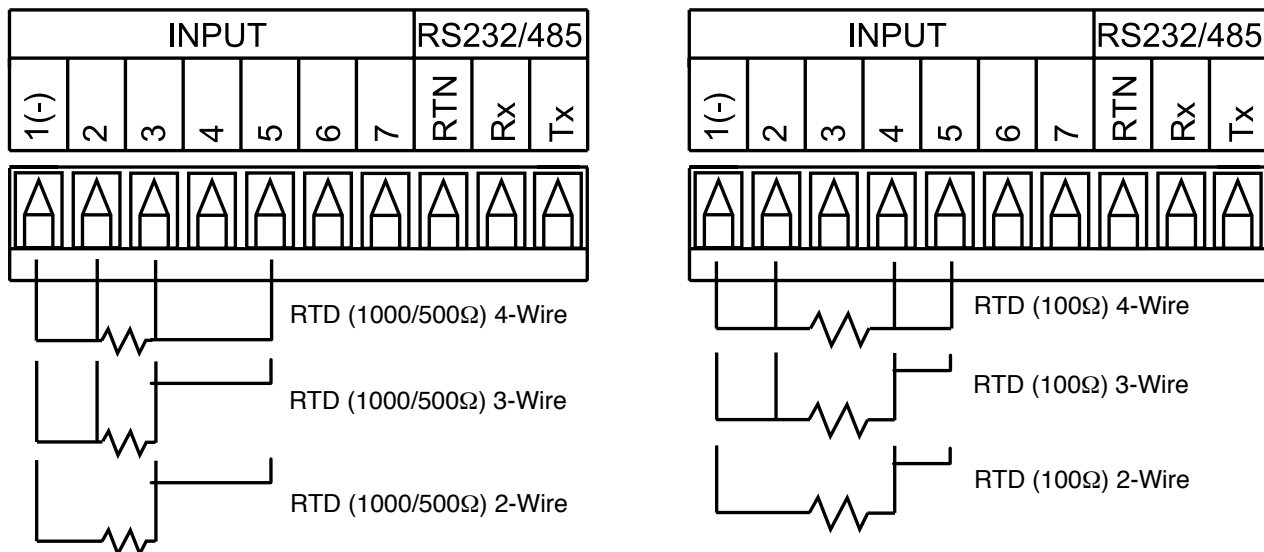 INPUT RS232/485
1(-) 2 3 4 5 6 7 RTN Rx Tx
RTD (1000/500Ω) 4-Wire
RTD (1000/500Ω) 3-Wire
RTD (1000/500Ω) 2-Wire
INPUT RS232/485
1(-) 2 3 4 5 6 7 RTN Rx Tx
RTD (100Ω) 4-Wire
RTD (100Ω) 3-Wire
RTD (100Ω) 2-Wire